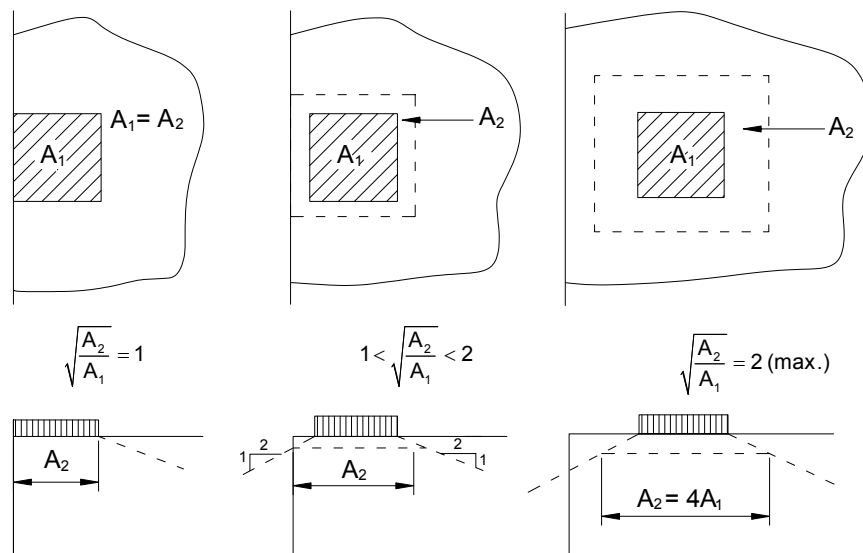 A₁ = A₂
A₁
A₂
A₁
A₂
A₁
√(A₂/A₁) = 1
1 < √(A₂/A₁) < 2
√(A₂/A₁) = 2 (max.)
A₂
2
1
A₂
2
1
A₂ = 4A₁